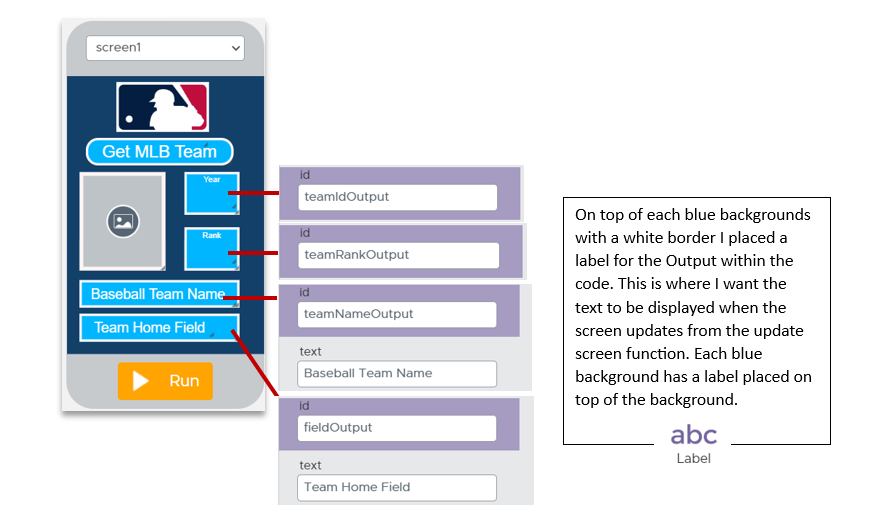 screen1
Get MLB Team
Year
Rank
Baseball Team Name
Team Home Field
Run
id
teamIdOutput
id
teamRankOutput
id
teamNameOutput
text
Baseball Team Name
id
fieldOutput
text
Team Home Field
On top of each blue backgrounds
with a white border I placed a
label for the Output within the
code. This is where I want the
text to be displayed when the
screen updates from the update
screen function. Each blue
background has a label placed on
top of the background.
abc
Label